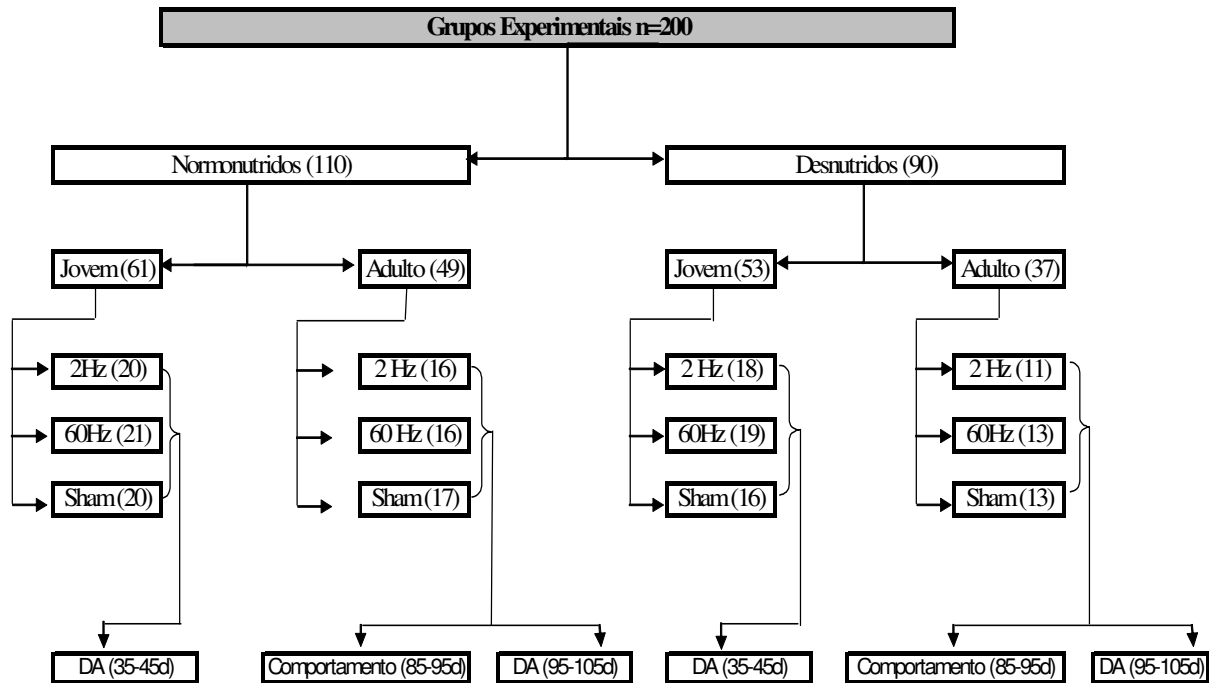 Grupos Experimentais n=200
Normonutridos (110)
Desnutridos (90)
Jovem (61)
Adulto (49)
Jovem (53)
Adulto (37)
2Hz (20)
2 Hz (16)
2 Hz (18)
2 Hz (11)
60Hz (21)
60 Hz (16)
60Hz (19)
60Hz (13)
Sham (20)
Sham (17)
Sham (16)
Sham (13)
DA (35-45d)
Comportamento (85-95d)
DA (95-105d)
DA (35-45d)
Comportamento (85-95d)
DA (95-105d)